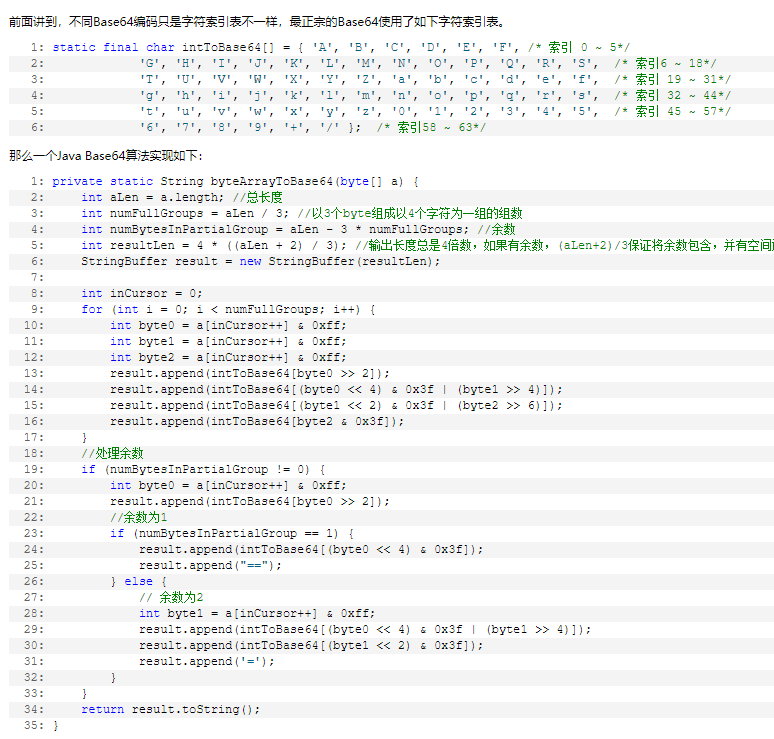 前面讲到，不同Base64编码只是字符索引表不一样，最正宗的Base64使用了如下字符索引表。
1: static final char intToBase64[] = { 'A', 'B', 'C', 'D', 'E', 'F', /* 索引 0 ~ 5*/
2:             'G', 'H', 'I', 'J', 'K', 'L', 'M', 'N', 'O', 'P', 'Q', 'R', 'S',  /* 索引6 ~ 18*/
3:             'T', 'U', 'V', 'W', 'X', 'Y', 'Z', 'a', 'b', 'c', 'd', 'e', 'f',  /* 索引 19 ~ 31*/
4:             'g', 'h', 'i', 'j', 'k', 'l', 'm', 'n', 'o', 'p', 'q', 'r', 's',  /* 索引 32 ~ 44*/
5:             't', 'u', 'v', 'w', 'x', 'y', 'z', '0', '1', '2', '3', '4', '5',  /* 索引 45 ~ 57*/
6:             '6', '7', '8', '9', '+', '/' };  /* 索引58 ~ 63*/
那么一个Java Base64算法实现如下：
1: private static String byteArrayToBase64(byte[] a) {
2:     int aLen = a.length; //总长度
3:     int numFullGroups = aLen / 3; //以3个byte组成以4个字符为一组的组数
4:     int numBytesInPartialGroup = aLen - 3 * numFullGroups; //余数
5:     int resultLen = 4 * ((aLen + 2) / 3); //输出长度总是4倍数，如果有余数，(aLen+2)/3保证将余数包含，并有空间
6:     StringBuffer result = new StringBuffer(resultLen);
7:
8:     int inCursor = 0;
9:     for (int i = 0; i < numFullGroups; i++) {
10:         int byte0 = a[inCursor++] & 0xff;
11:         int byte1 = a[inCursor++] & 0xff;
12:         int byte2 = a[inCursor++] & 0xff;
13:         result.append(intToBase64[byte0 >> 2]);
14:         result.append(intToBase64[(byte0 << 4) & 0x3f | (byte1 >> 4)]);
15:         result.append(intToBase64[(byte1 << 2) & 0x3f | (byte2 >> 6)]);
16:         result.append(intToBase64[byte2 & 0x3f]);
17:     }
18:     //处理余数
19:     if (numBytesInPartialGroup != 0) {
20:         int byte0 = a[inCursor++] & 0xff;
21:         result.append(intToBase64[byte0 >> 2]);
22:         //余数为1
23:         if (numBytesInPartialGroup == 1) {
24:             result.append(intToBase64[(byte0 << 4) & 0x3f]);
25:             result.append("==");
26:         } else {
27:             // 余数为2
28:             int byte1 = a[inCursor++] & 0xff;
29:             result.append(intToBase64[(byte0 << 4) & 0x3f | (byte1 >> 4)]);
30:             result.append(intToBase64[(byte1 << 2) & 0x3f]);
31:             result.append('=');
32:         }
33:     }
34:     return result.toString();
35: }